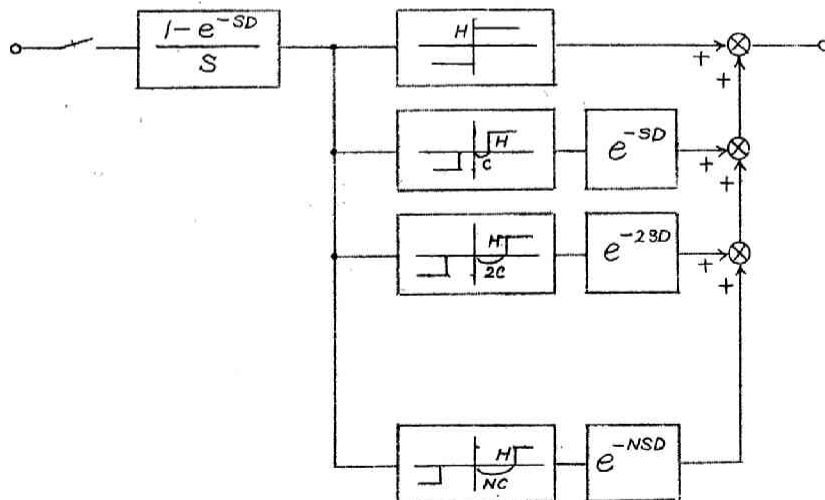 1-e^-SD
S
H
+
+
H
C
e^-SD
+
+
H
2C
e^-2SD
+
+
H
NC
e^-NSD